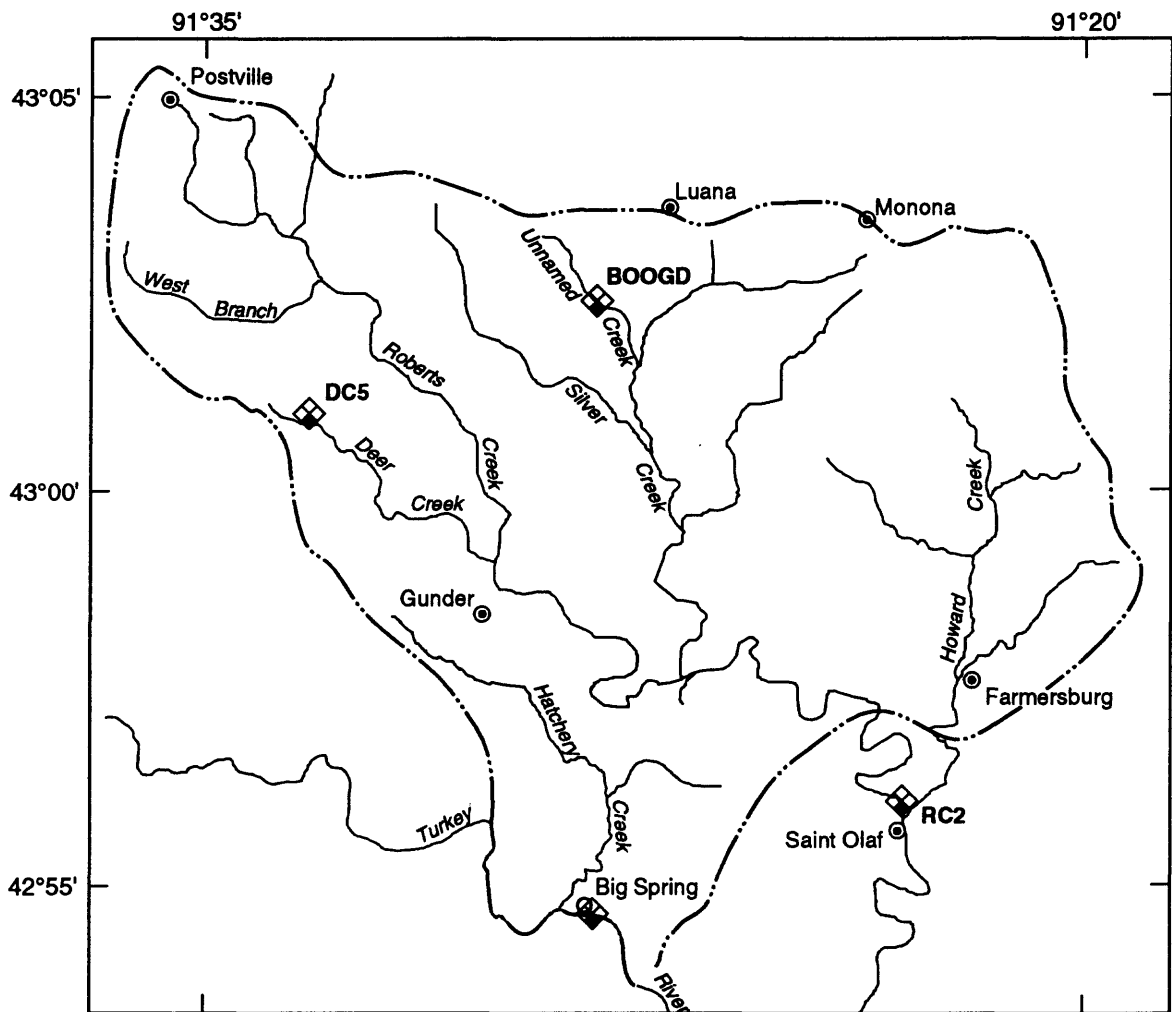 91°35'
91°20'
Postville
43°05'
Luana
Monona
Unnamed
Creek
BOOGD
West
Branch
Roberts
Creek
DC5
Silver
Creek
Deer
Creek
Creek
Howard
43°00'
Gunder
Farmersburg
Hatchery
Creek
Turkey
River
RC2
Saint Olaf
42°55'
Big Spring